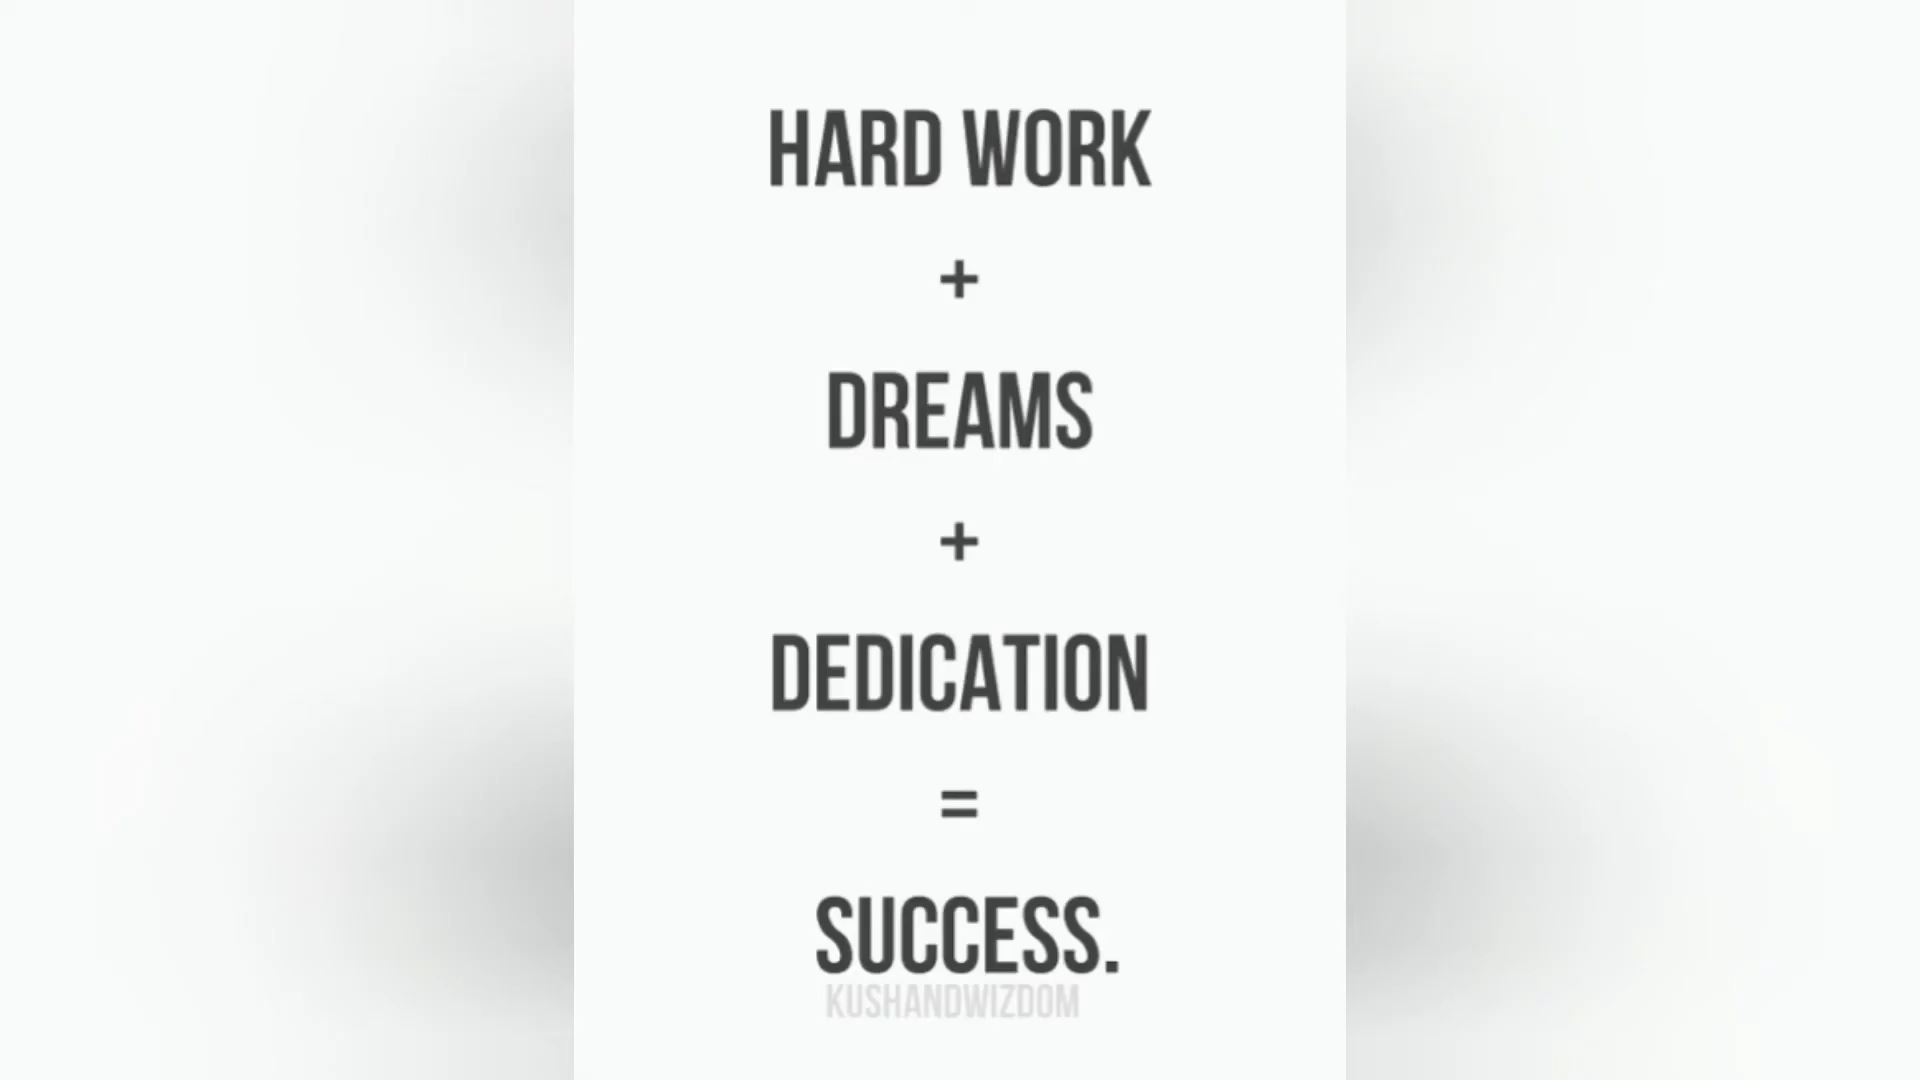 HARD WORK
+
DREAMS
+
DEDICATION
=
SUCCESS.
KUSHANDWIZDOM